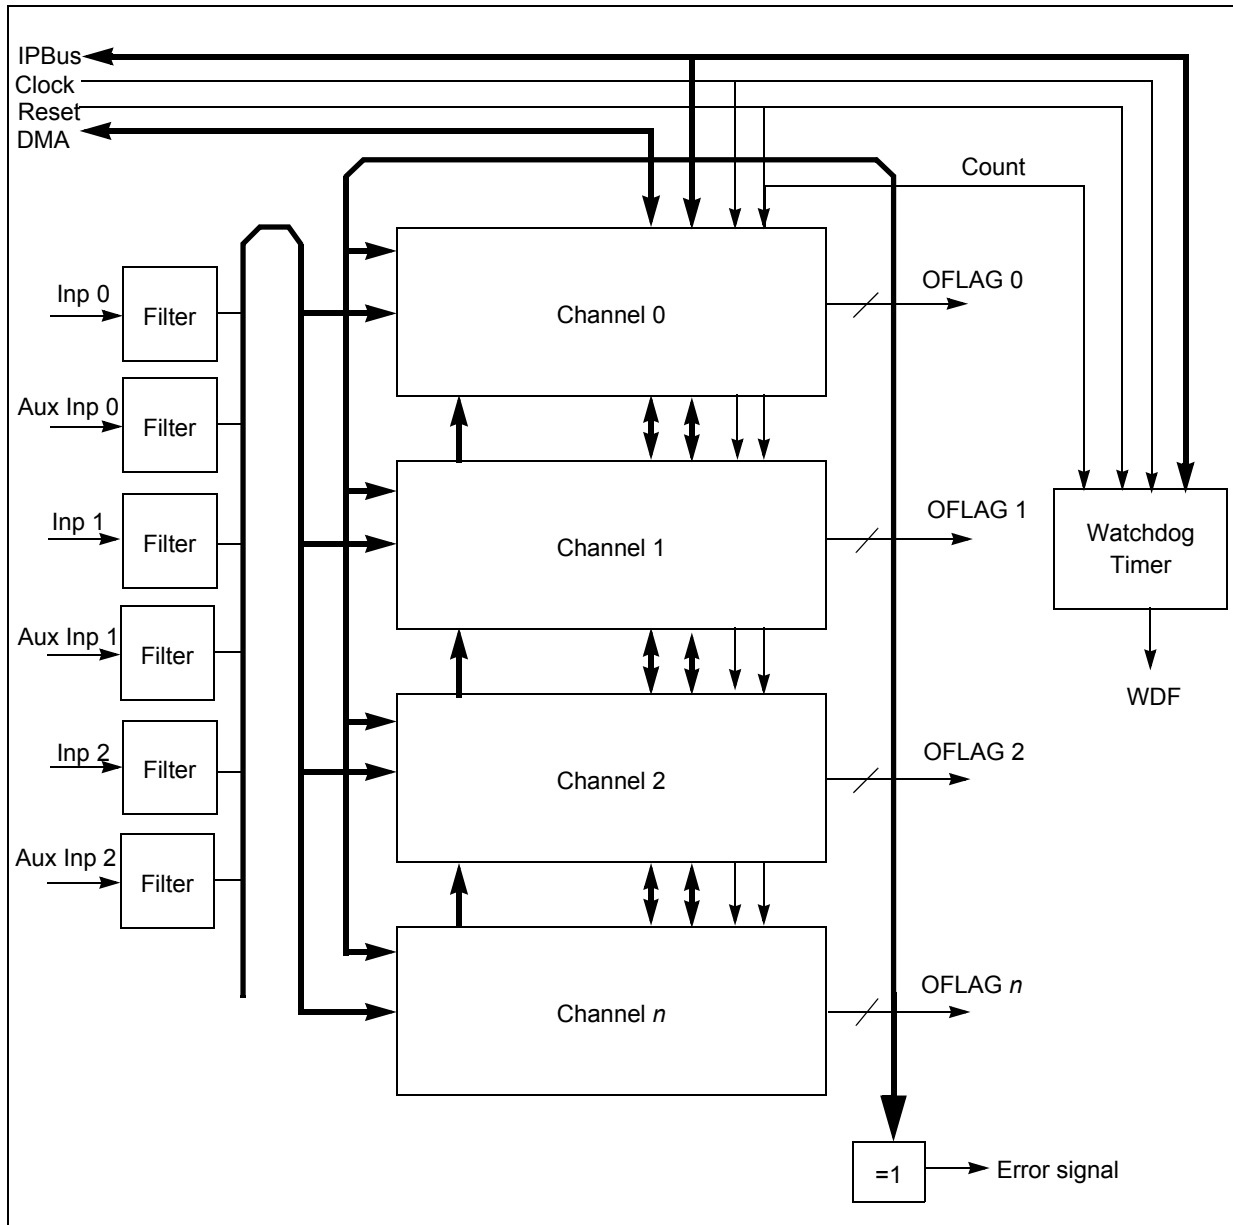 IPBus
Clock
Reset
DMA
Count
Inp 0
Filter
Channel 0
OFLAG 0
Aux Inp 0
Filter
Inp 1
Filter
Channel 1
OFLAG 1
Watchdog
Timer
Aux Inp 1
Filter
WDF
Inp 2
Filter
Channel 2
OFLAG 2
Aux Inp 2
Filter
Channel n
OFLAG n
=1
Error signal